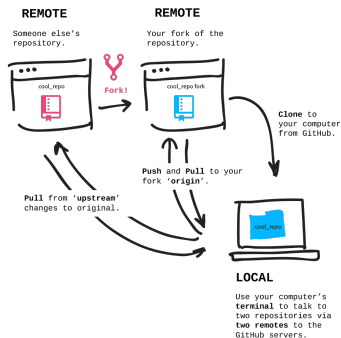 REMOTE
Someone else's
repository.
cool_repo
Fork!
REMOTE
Your fork of the
repository.
cool_repo fork
Clone to
your computer
from GitHub.
Push and Pull to your
fork ‘origin’.
Pull from ‘upstream’
changes to original.
cool_repo
LOCAL
Use your computer’s
terminal to talk to
two repositories via
two remotes to the
GitHub servers.